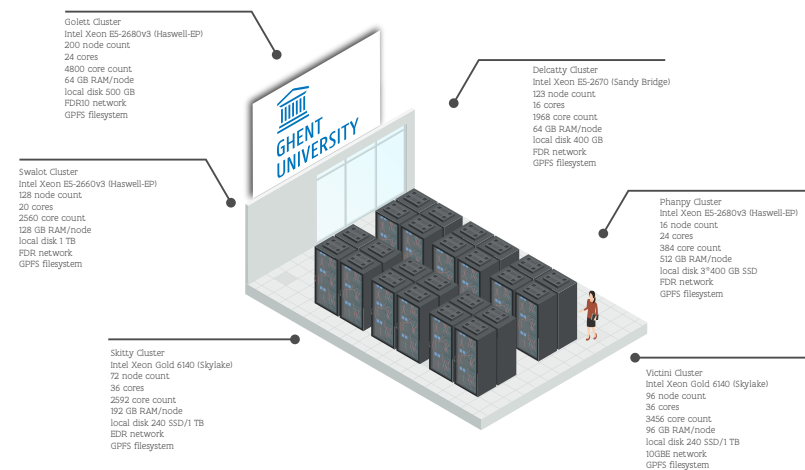 Golett Cluster
Intel Xeon E5-2680v3 (Haswell-EP)
200 node count
24 cores
4800 core count
64 GB RAM/node
local disk 500 GB
FDR10 network
GPFS filesystem
GHENT
UNIVERSITY
Delcatty Cluster
Intel Xeon E5-2670 (Sandy Bridge)
123 node count
16 cores
1968 core count
64 GB RAM/node
local disk 400 GB
FDR network
GPFS filesystem
Swalot Cluster
Intel Xeon E5-2660v3 (Haswell-EP)
128 node count
20 cores
2560 core count
128 GB RAM/node
local disk 1 TB
FDR network
GPFS filesystem
Phanpy Cluster
Intel Xeon E5-2680v3 (Haswell-EP)
16 node count
24 cores
384 core count
512 GB RAM/node
local disk 3*400 GB SSD
FDR network
GPFS filesystem
Skitty Cluster
Intel Xeon Gold 6140 (Skylake)
72 node count
36 cores
2592 core count
192 GB RAM/node
local disk 240 SSD/1 TB
EDR network
GPFS filesystem
Victini Cluster
Intel Xeon Gold 6140 (Skylake)
96 node count
36 cores
3456 core count
96 GB RAM/node
local disk 240 SSD/1 TB
10GBE network
GPFS filesystem